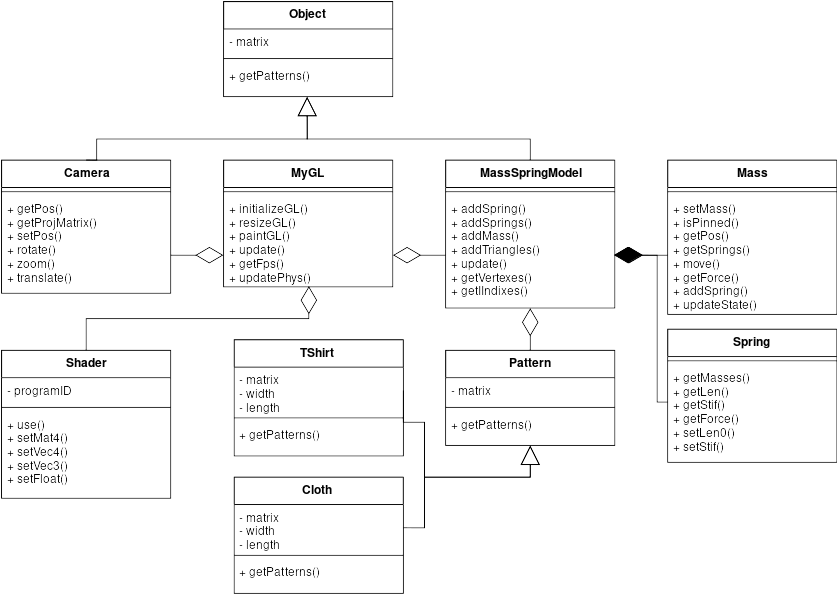 Object
- matrix
+ getPatterns()
Camera
+ getPos()
+ getProjMatrix()
+ setPos()
+ rotate()
+ zoom()
+ translate()
MyGL
+ initializeGL()
+ resizeGL()
+ paintGL()
+ update()
+ getFps()
+ updatePhys()
MassSpringModel
+ addSpring()
+ addSprings()
+ addMass()
+ addTriangles()
+ update()
+ getVertexes()
+ getIIndixes()
Mass
+ setMass()
+ isPinned()
+ getPos()
+ getSprings()
+ move()
+ getForce()
+ addSpring()
+ updateState()
Shader
- programID
+ use()
+ setMat4()
+ setVec4()
+ setVec3()
+ setFloat()
TShirt
- matrix
- width
- length
+ getPatterns()
Pattern
- matrix
+ getPatterns()
Spring
+ getMasses()
+ getLen()
+ getStif()
+ getForce()
+ setLen0()
+ setStif()
Cloth
- matrix
- width
- length
+ getPatterns()